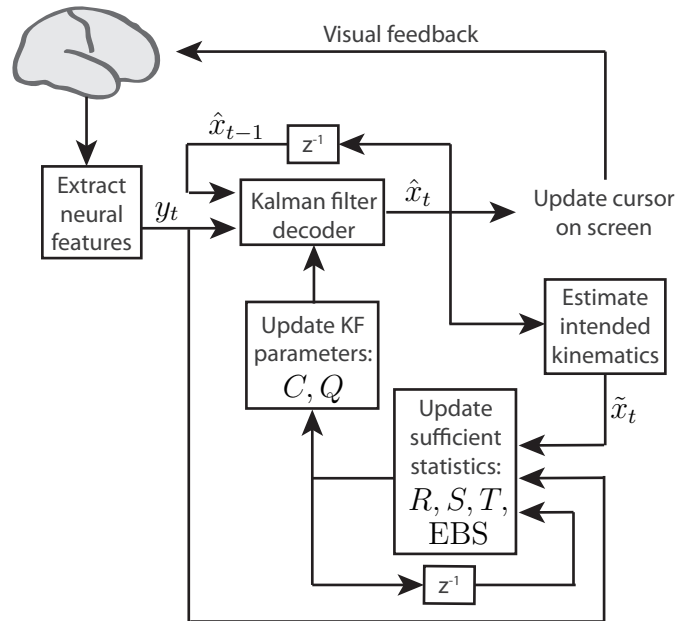 Visual feedback
x̂_{t−1}
z⁻¹
Extract
neural
features
y_t
Kalman filter
decoder
x̂_t
Update cursor
on screen
Update KF
parameters:
C, Q
Estimate
intended
kinematics
x̃_t
Update
sufficient
statistics:
R, S, T,
EBS
z⁻¹